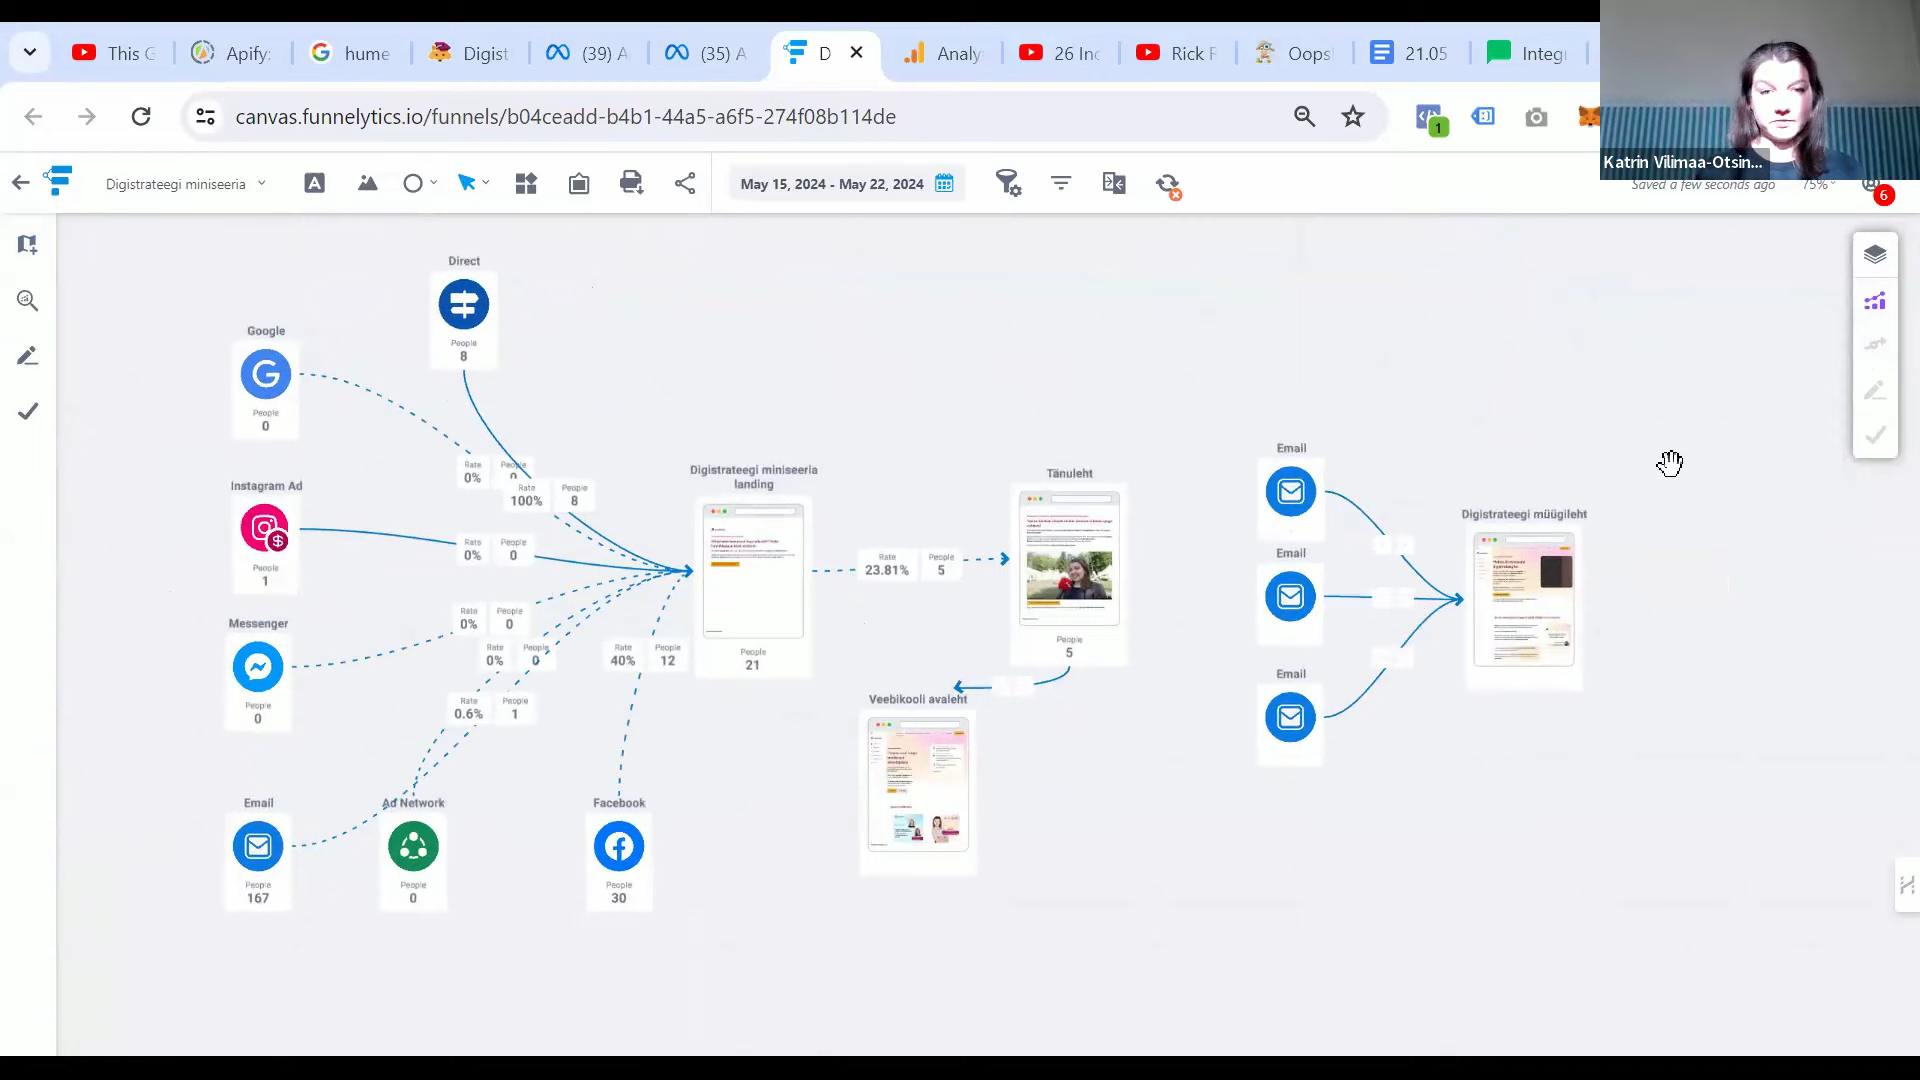 This G
Apify:
hume
Digist
(39) A
(35) A
D
Analy
26 Inc
Rick F
Oops!
21.05
Integ
canvas.funnelytics.io/funnels/b04ceadd-b4b1-44a5-a6f5-274f08b114de
1
Katrin Vilimaa-Otsin...
Digistrateegi miniseeria
May 15, 2024 - May 22, 2024
Saved a few seconds ago
75%
6
Direct
People
8
Google
People
0
Rate
0%
People
0
Rate
100%
People
8
Instagram Ad
People
1
Rate
0%
People
0
Messenger
People
0
Rate
0%
People
0
Rate
0%
People
0
Rate
0.6%
People
1
Rate
40%
People
12
Email
People
167
Ad Network
People
0
Facebook
People
30
Digistrateegi miniseeria
landing
People
21
Rate
23.81%
People
5
Tänuleht
People
5
Veebikooli avaleht
Email
Email
Email
Digistrateegi müügileht